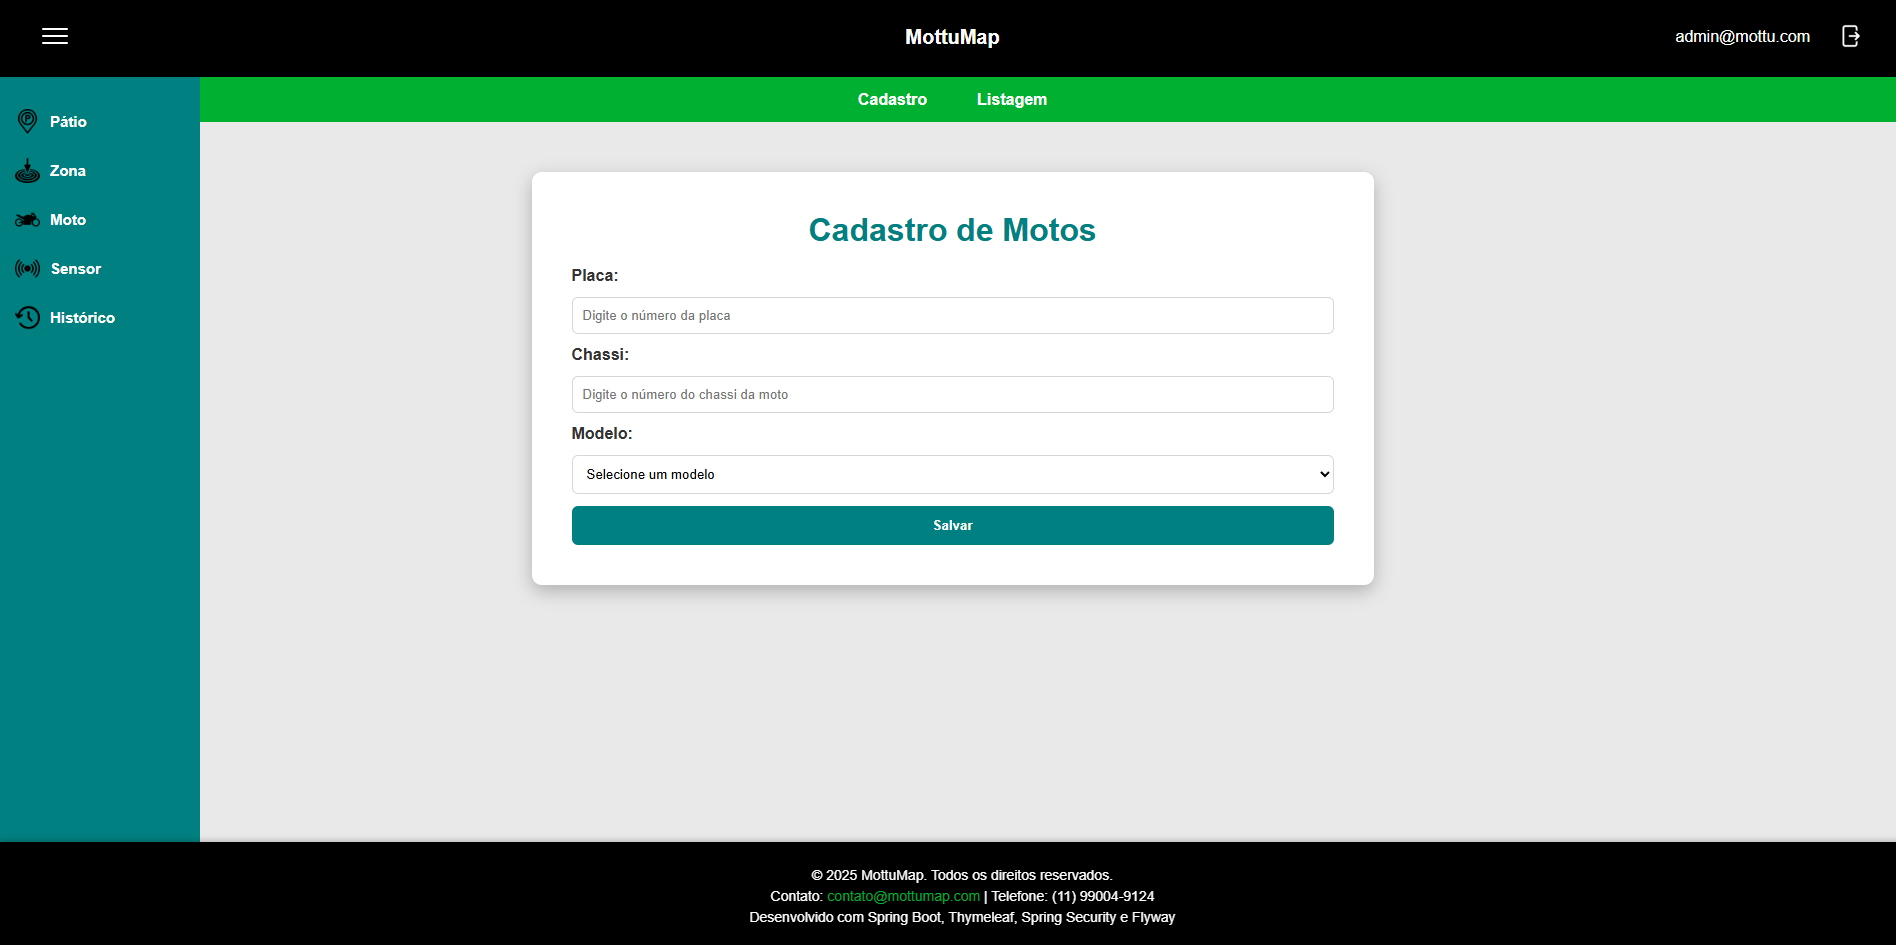 MottuMap
admin@mottu.com
Cadastro
Listagem
Pátio
Zona
Moto
Sensor
Histórico
Cadastro de Motos
Placa:
Digite o número da placa
Chassi:
Digite o número do chassi da moto
Modelo:
Selecione um modelo
Salvar
© 2025 MottuMap. Todos os direitos reservados.
Contato: contato@mottumap.com | Telefone: (11) 99004-9124
Desenvolvido com Spring Boot, Thymeleaf, Spring Security e Flyway